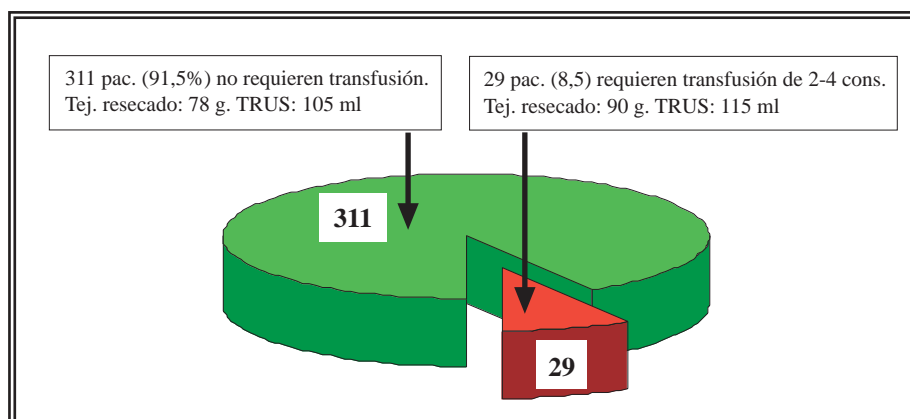 311 pac. (91,5%) no requieren transfusión.
Tej. resecado: 78 g. TRUS: 105 ml
29 pac. (8,5) requieren transfusión de 2-4 cons.
Tej. resecado: 90 g. TRUS: 115 ml
311
29